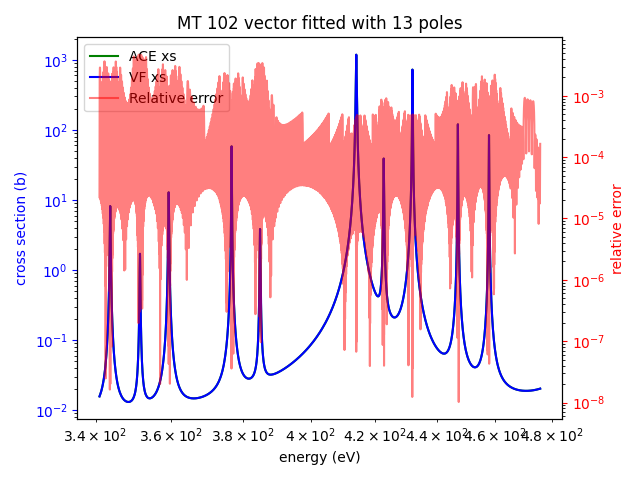 MT 102 vector fitted with 13 poles
ACE xs
VF xs
Relative error
cross section (b)
10³
10²
10¹
10⁰
10⁻¹
10⁻²
relative error
10⁻³
10⁻⁴
10⁻⁵
10⁻⁶
10⁻⁷
10⁻⁸
3.4 × 10² 3.6 × 10² 3.8 × 10² 4 × 10² 4.2 × 10² 4.4 × 10² 4.6 × 10² 4.8 × 10²
energy (eV)